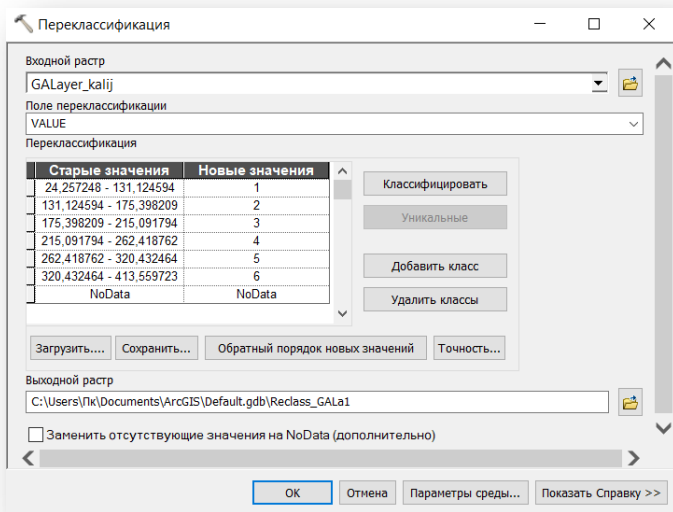 Переклассификация
Входной растр
GALayer_kalij
Поле переклассификации
VALUE
Переклассификация
Старые значения Новые значения
24,257248 - 131,124594 1
131,124594 - 175,398209 2
175,398209 - 215,091794 3
215,091794 - 262,418762 4
262,418762 - 320,432464 5
320,432464 - 413,559723 6
NoData NoData
Классифицировать
Уникальные
Добавить класс
Удалить классы
Загрузить.... Сохранить... Обратный порядок новых значений Точность...
Выходной растр
C:\Users\Пк\Documents\ArcGIS\Default.gdb\Reclass_GALa1
Заменить отсутствующие значения на NoData (дополнительно)
ОК Отмена Параметры среды... Показать Справку >>